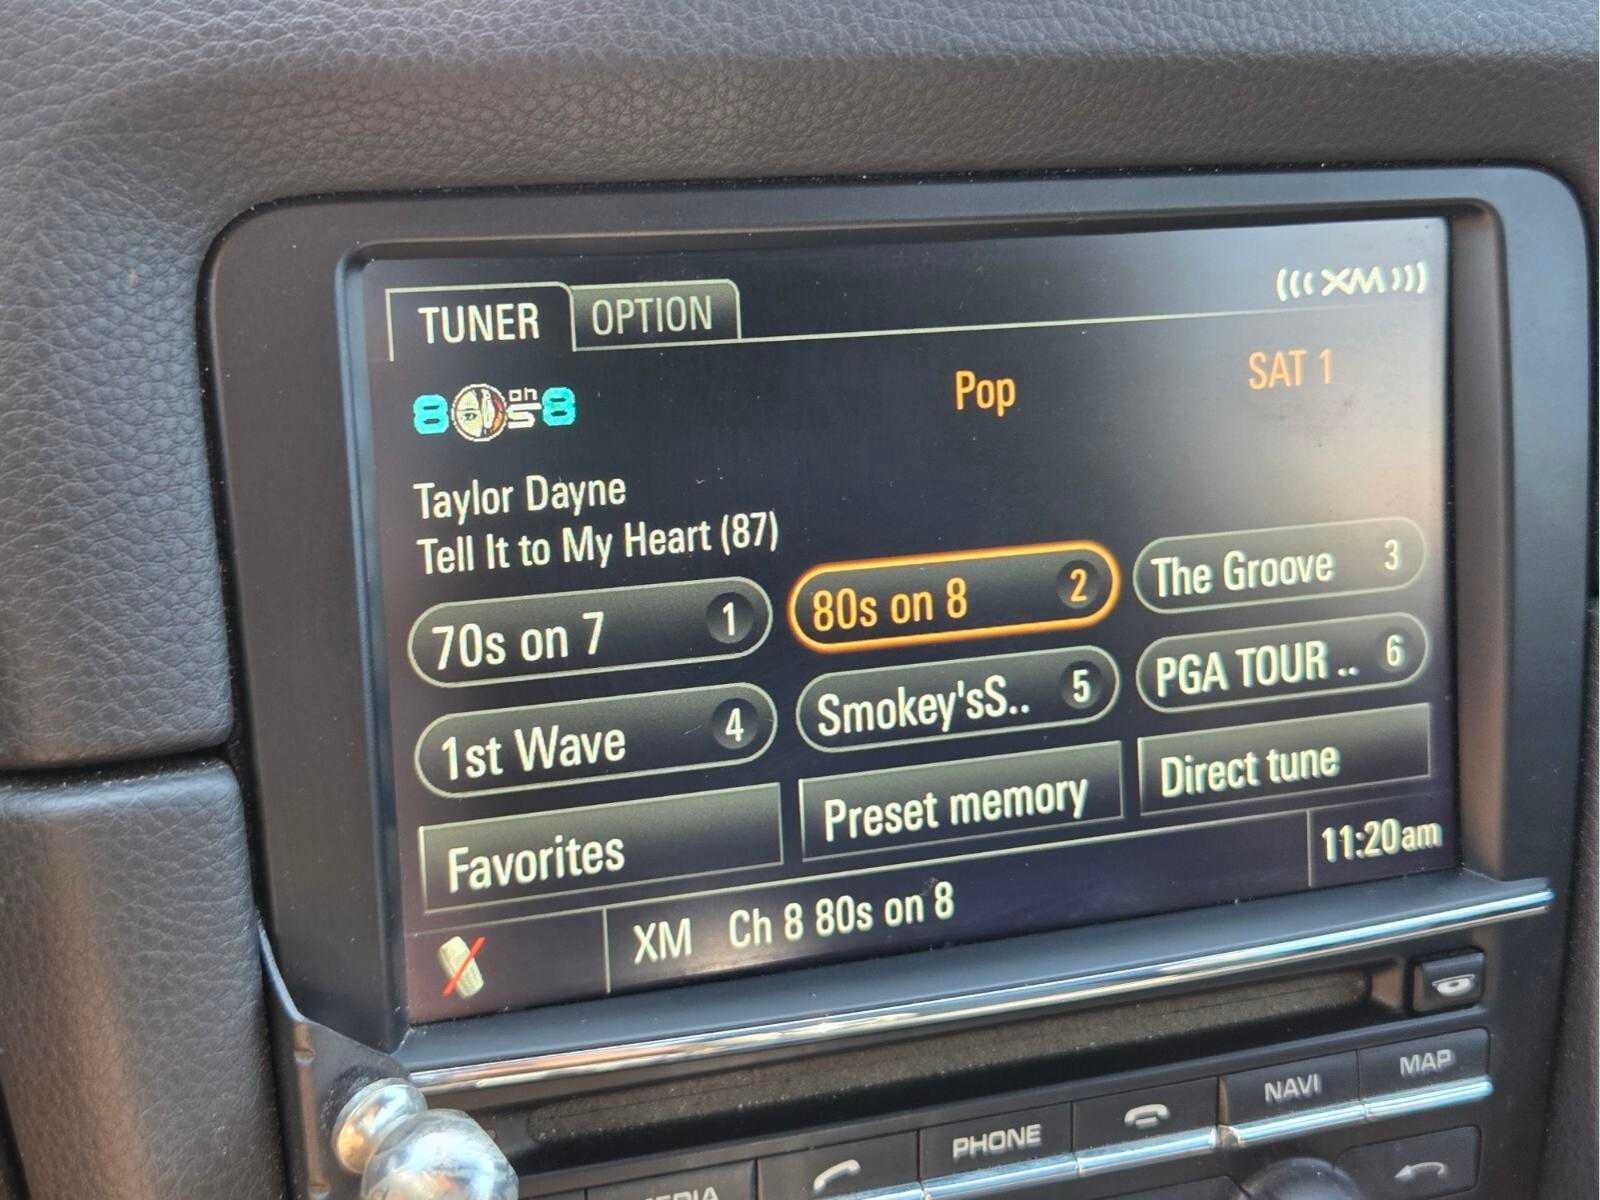 TUNER OPTION
(((XM)))
80s on 8
Pop
SAT 1
Taylor Dayne
Tell It to My Heart (87)
70s on 7 1
80s on 8 2
The Groove 3
1st Wave 4
Smokey'sS.. 5
PGA TOUR .. 6
Favorites
Preset memory
Direct tune
XM Ch 8 80s on 8
11:20am
MEDIA
PHONE
NAVI
MAP